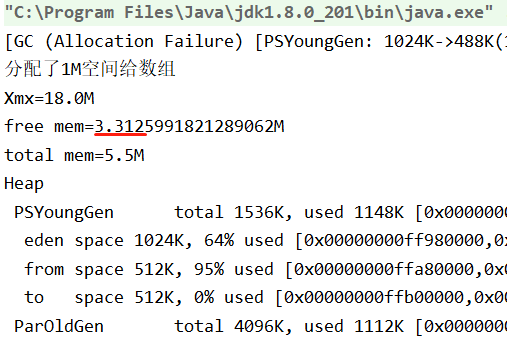 "C:\Program Files\Java\jdk1.8.0_201\bin\java.exe"
[GC (Allocation Failure) [PSYoungGen: 1024K->488K(
分配了1M空间给数组
Xmx=18.0M
free mem=3.3125991821289062M
total mem=5.5M
Heap
PSYoungGen total 1536K, used 1148K [0x0000000
eden space 1024K, 64% used [0x00000000ff980000,0
from space 512K, 95% used [0x00000000ffa80000,0x
to space 512K, 0% used [0x00000000ffb00000,0x00
ParOldGen total 4096K, used 1112K [0x0000000